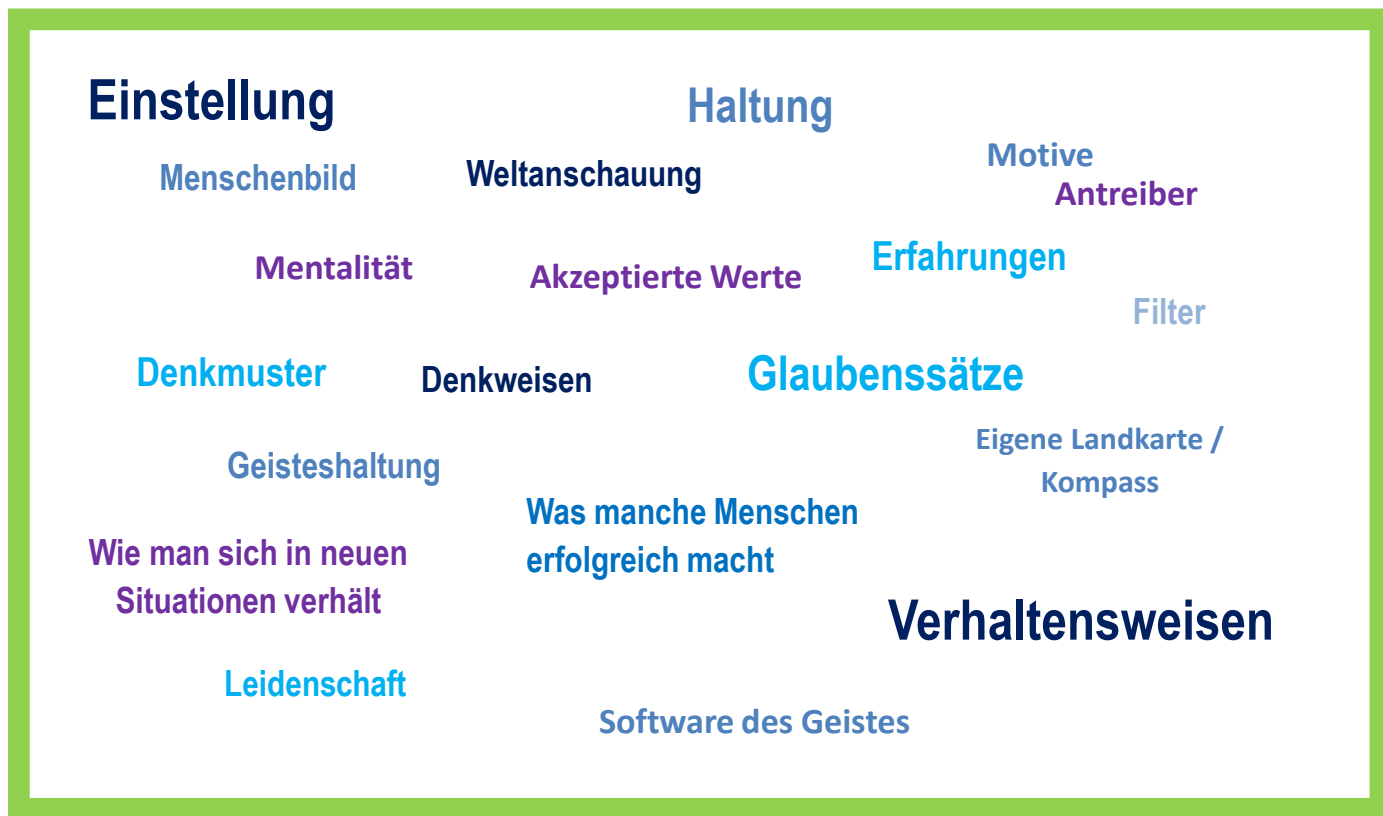 Einstellung
Haltung
Motive
Menschenbild
Weltanschauung
Antreiber
Mentalität
Akzeptierte Werte
Erfahrungen
Filter
Denkmuster
Denkweisen
Glaubenssätze
Eigene Landkarte /
Kompass
Geisteshaltung
Was manche Menschen
erfolgreich macht
Wie man sich in neuen
Situationen verhält
Verhaltensweisen
Leidenschaft
Software des Geistes